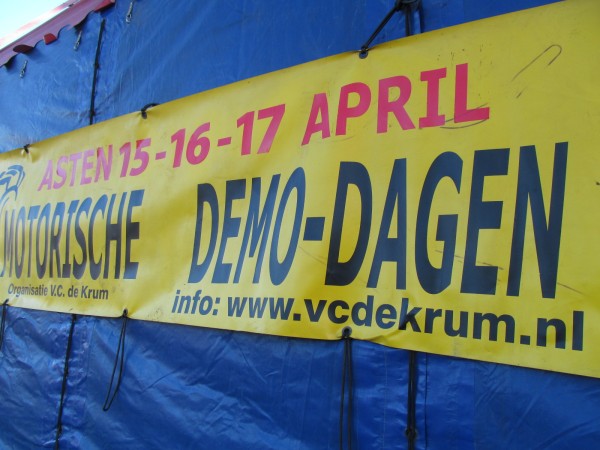 ASTEN 15-16-17 APRIL
MOTORISCHE DEMO-DAGEN
Organisatie V.C. de Krum
info: www.vcdekrum.nl